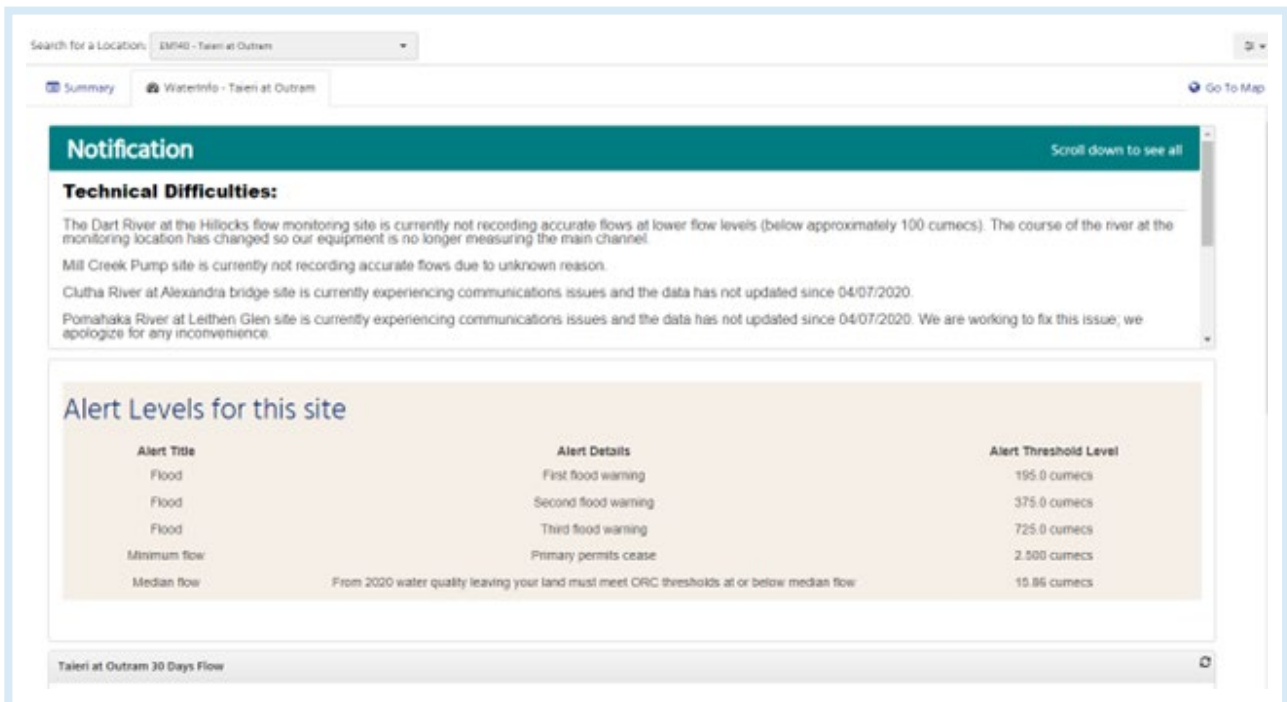 Search for a Location: EM140 - Taieri at Outram
Summary
WaterInfo - Taieri at Outram
Go To Map
Notification
Scroll down to see all
Technical Difficulties:
The Dart River at the Hillocks flow monitoring site is currently not recording accurate flows at lower flow levels (below approximately 100 cumecs). The course of the river at the
monitoring location has changed so our equipment is no longer measuring the main channel.
Mill Creek Pump site is currently not recording accurate flows due to unknown reason.
Clutha River at Alexandra bridge site is currently experiencing communications issues and the data has not updated since 04/07/2020.
Pomahaka River at Leithen Glen site is currently experiencing communications issues and the data has not updated since 04/07/2020. We are working to fix this issue; we
apologize for any inconvenience.
Alert Levels for this site
Alert Title Alert Details Alert Threshold Level
Flood First flood warning 195.0 cumecs
Flood Second flood warning 375.0 cumecs
Flood Third flood warning 725.0 cumecs
Minimum flow Primary permits cease 2.500 cumecs
Median flow From 2020 water quality leaving your land must meet ORC thresholds at or below median flow 15.86 cumecs
Taieri at Outram 30 Days Flow